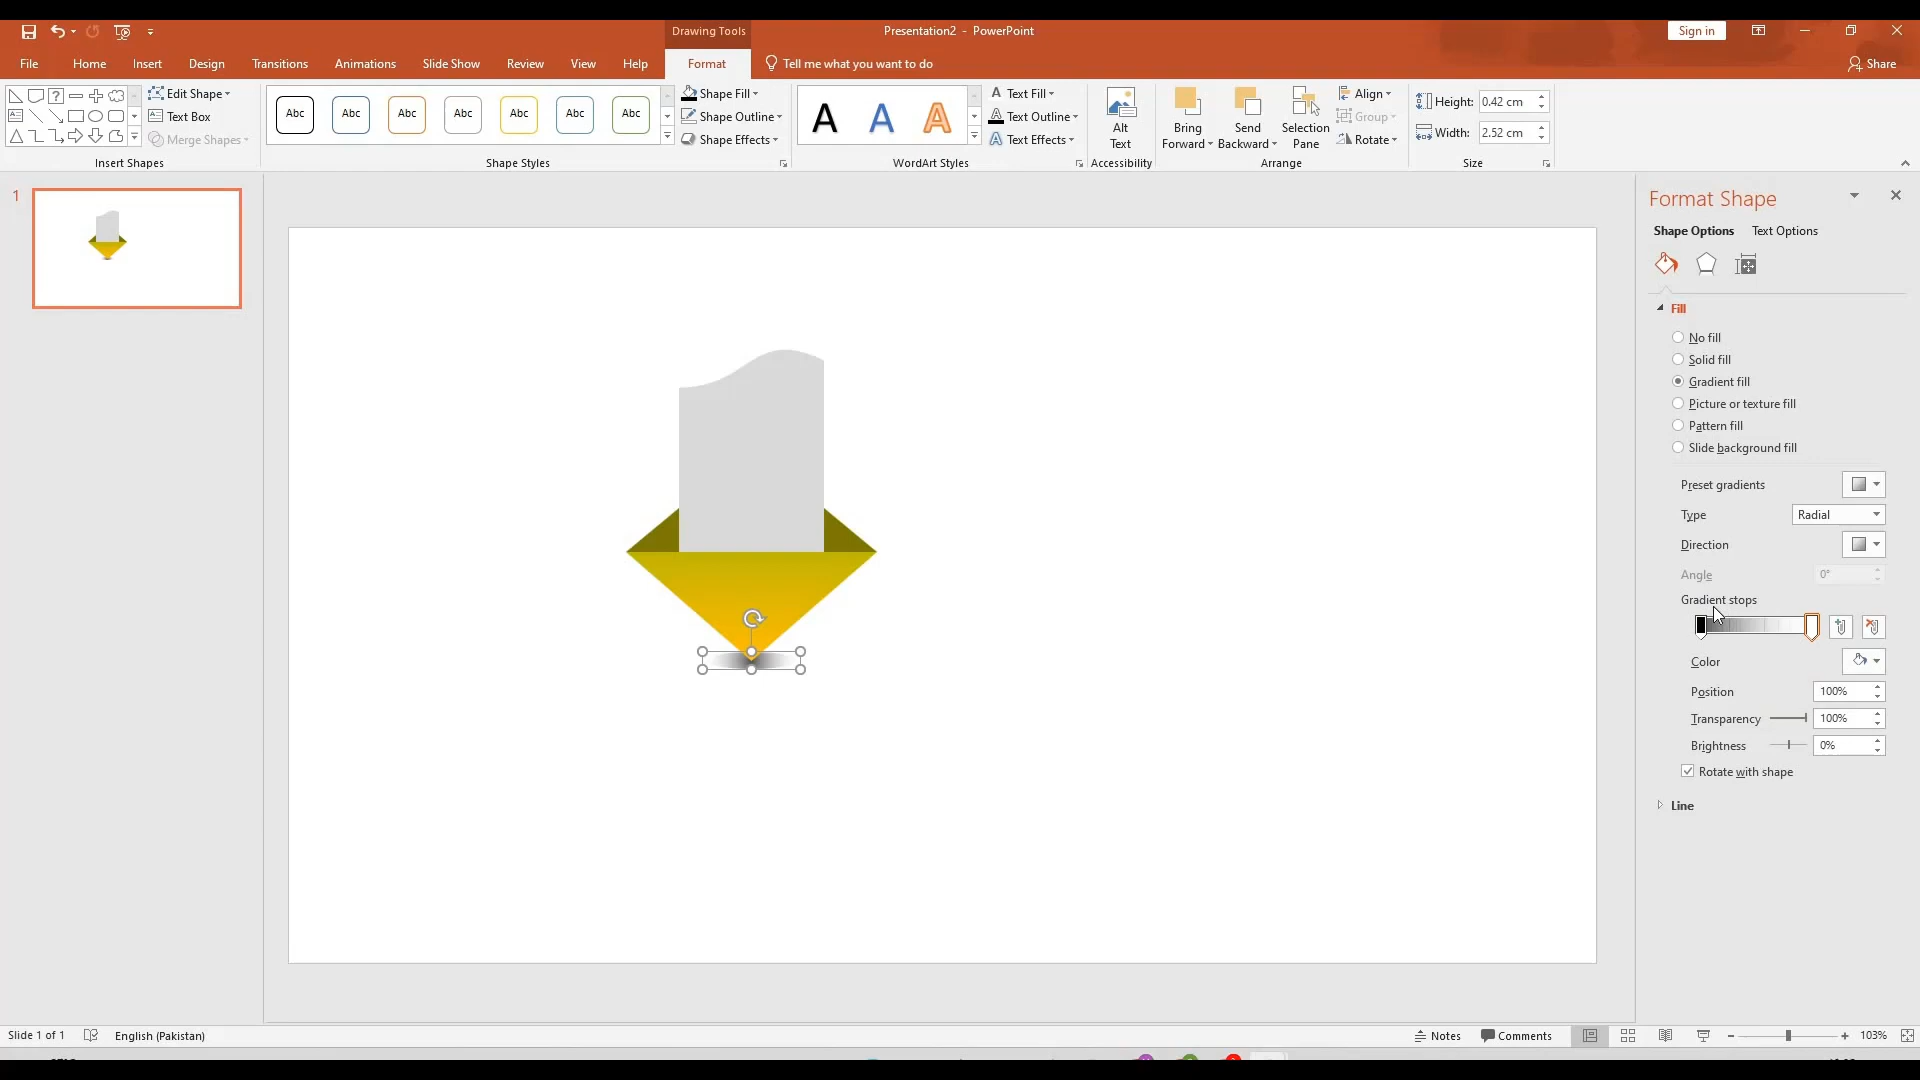 Drawing Tools
Presentation2 - PowerPoint
Sign in
File Home Insert Design Transitions Animations Slide Show Review View Help Format Tell me what you want to do
Share
Edit Shape
Text Box
Merge Shapes
Insert Shapes
Abc Abc Abc Abc Abc Abc Abc
Shape Fill
Shape Outline
Shape Effects
Shape Styles
A A A
A Text Fill
A Text Outline
A Text Effects
WordArt Styles
Alt
Text
Accessibility
Bring
Forward
Send
Backward
Selection
Pane
Align
Group
Rotate
Arrange
Height: 0.42 cm
Width: 2.52 cm
Size
1
Format Shape
Shape Options Text Options
Fill
No fill
Solid fill
Gradient fill
Picture or texture fill
Pattern fill
Slide background fill
Preset gradients
Type Radial
Direction
Angle 0°
Gradient stops
Color
Position 100%
Transparency 100%
Brightness 0%
Rotate with shape
Line
Slide 1 of 1 English (Pakistan)
Notes Comments 103%